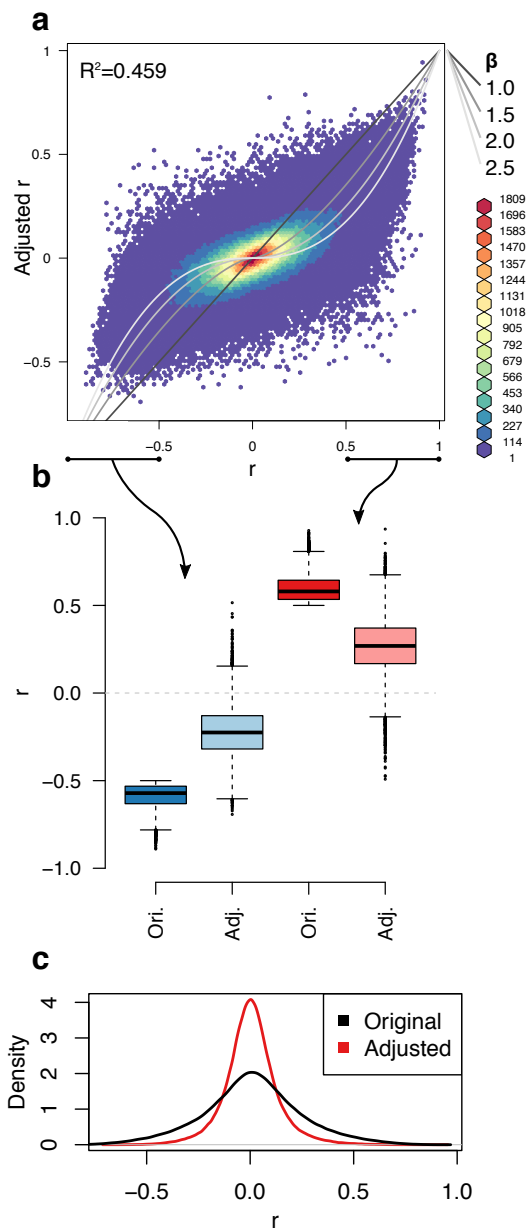 a
R²=0.459
Adjusted r
1
0.5
0
−0.5
−0.5
0
0.5
1
r
β
1.0
1.5
2.0
2.5
1809
1696
1583
1470
1357
1244
1131
1018
905
792
679
566
453
340
227
114
1
b
r
1.0
0.5
0.0
−0.5
−1.0
Ori.
Adj.
Ori.
Adj.
c
Density
4
3
2
1
0
Original
Adjusted
−0.5
0.0
0.5
1.0
r